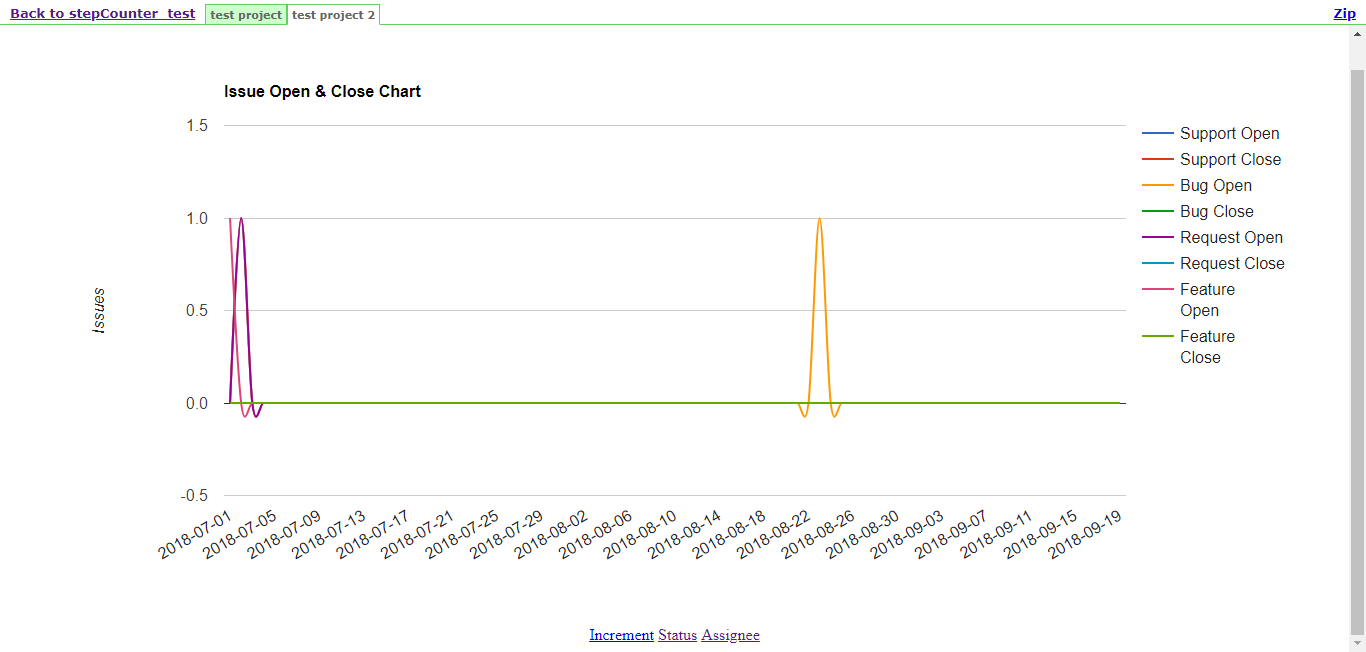 Back to stepCounter_test test project test project 2 Zip
Issue Open & Close Chart
1.5
1.0
0.5
0.0
-0.5
Issues
Support Open
Support Close
Bug Open
Bug Close
Request Open
Request Close
Feature
Open
Feature
Close
2018-07-01
2018-07-05
2018-07-09
2018-07-13
2018-07-17
2018-07-21
2018-07-25
2018-07-29
2018-08-02
2018-08-06
2018-08-10
2018-08-14
2018-08-18
2018-08-22
2018-08-26
2018-08-30
2018-09-03
2018-09-07
2018-09-11
2018-09-15
2018-09-19
Increment Status Assignee